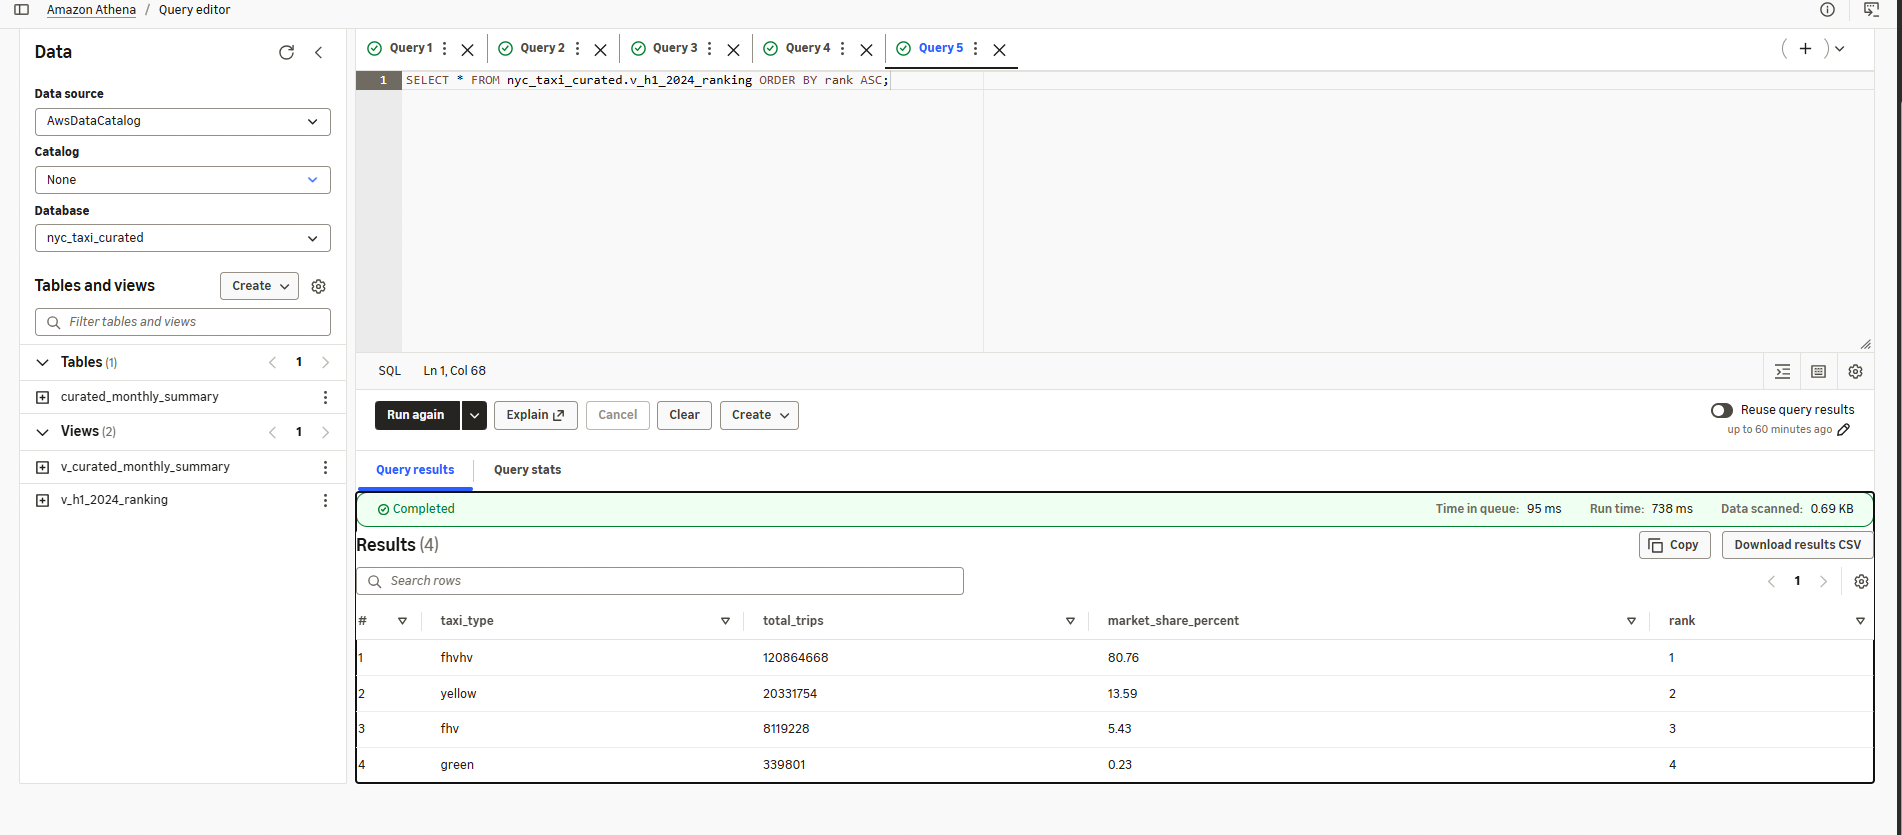 Amazon Athena / Query editor
Data
Data source
AwsDataCatalog
Catalog
None
Database
nyc_taxi_curated
Tables and views
Create
Filter tables and views
Tables (1)
1
curated_monthly_summary
Views (2)
1
v_curated_monthly_summary
v_h1_2024_ranking
Query 1
Query 2
Query 3
Query 4
Query 5
1 SELECT * FROM nyc_taxi_curated.v_h1_2024_ranking ORDER BY rank ASC;
SQL Ln 1, Col 68
Run again
Explain
Cancel
Clear
Create
Reuse query results
up to 60 minutes ago
Query results
Query stats
Completed
Time in queue: 95 ms Run time: 738 ms Data scanned: 0.69 KB
Results (4)
Copy
Download results CSV
Search rows
1
# taxi_type total_trips market_share_percent rank
1 fhvhv 120864668 80.76 1
2 yellow 20331754 13.59 2
3 fhv 8119228 5.43 3
4 green 339801 0.23 4